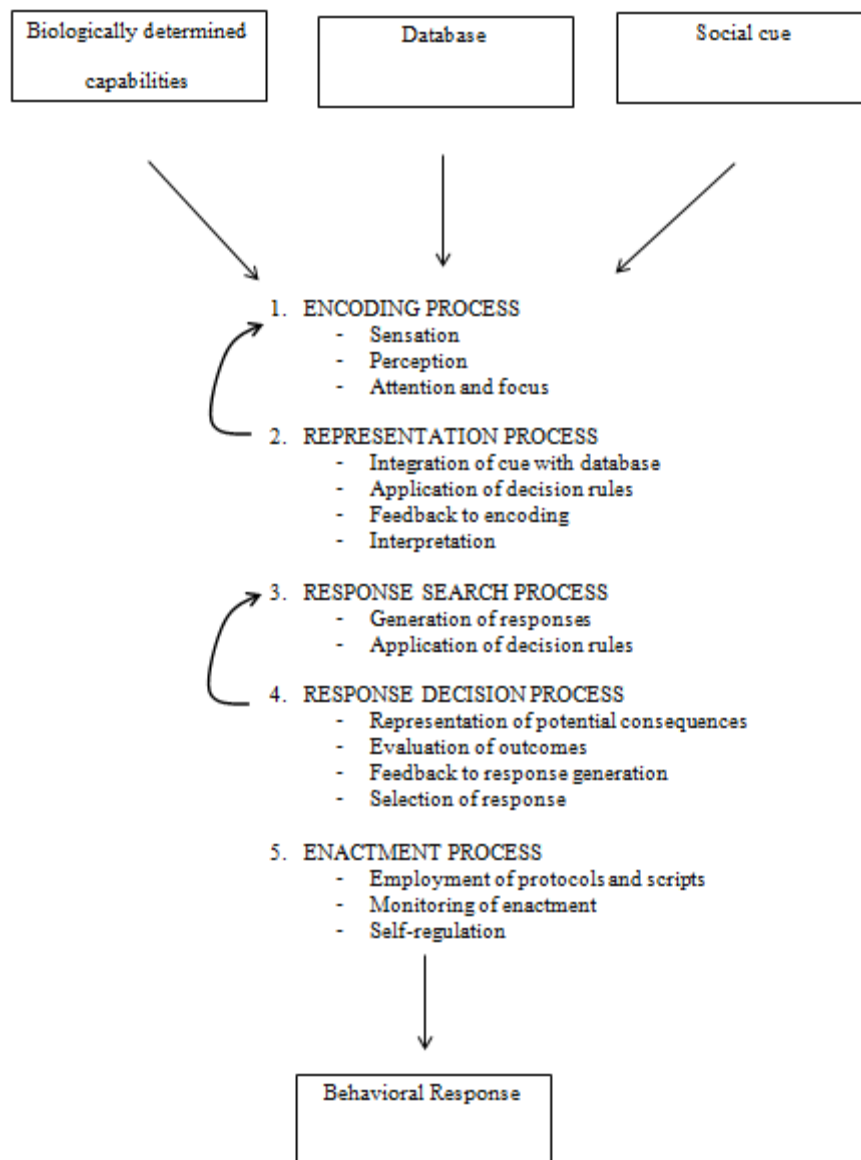 Biologically determined
capabilities
Database
Social cue
1. ENCODING PROCESS
- Sensation
- Perception
- Attention and focus
2. REPRESENTATION PROCESS
- Integration of cue with database
- Application of decision rules
- Feedback to encoding
- Interpretation
3. RESPONSE SEARCH PROCESS
- Generation of responses
- Application of decision rules
4. RESPONSE DECISION PROCESS
- Representation of potential consequences
- Evaluation of outcomes
- Feedback to response generation
- Selection of response
5. ENACTMENT PROCESS
- Employment of protocols and scripts
- Monitoring of enactment
- Self-regulation
Behavioral Response